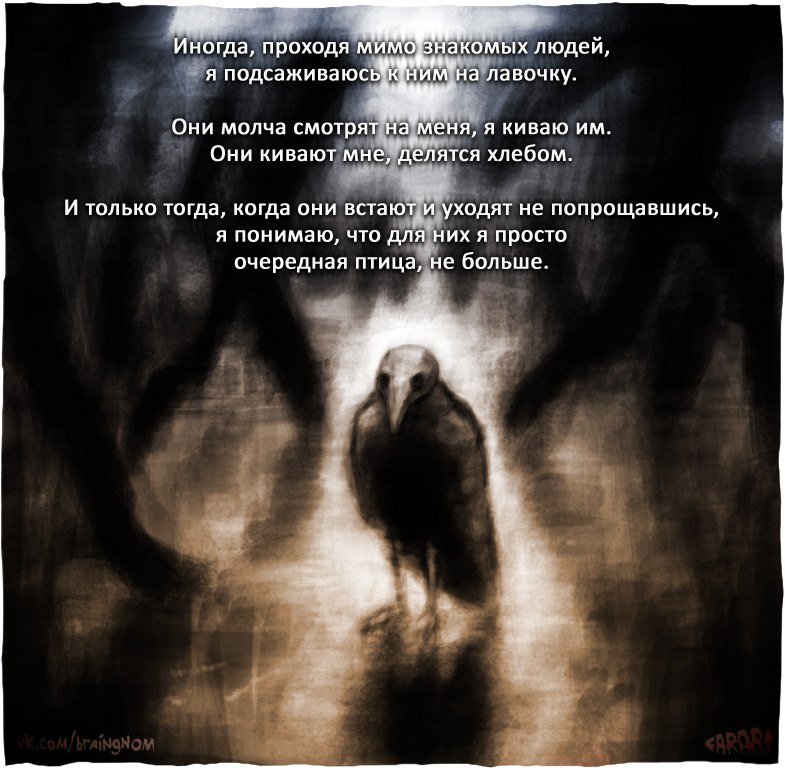 Иногда, проходя мимо знакомых людей,
я подсаживаюсь к ним на лавочку.
Они молча смотрят на меня, я киваю им.
Они кивают мне, делятся хлебом.
И только тогда, когда они встают и уходят не попрощавшись,
я понимаю, что для них я просто
очередная птица, не больше.
vk.com/braingnom